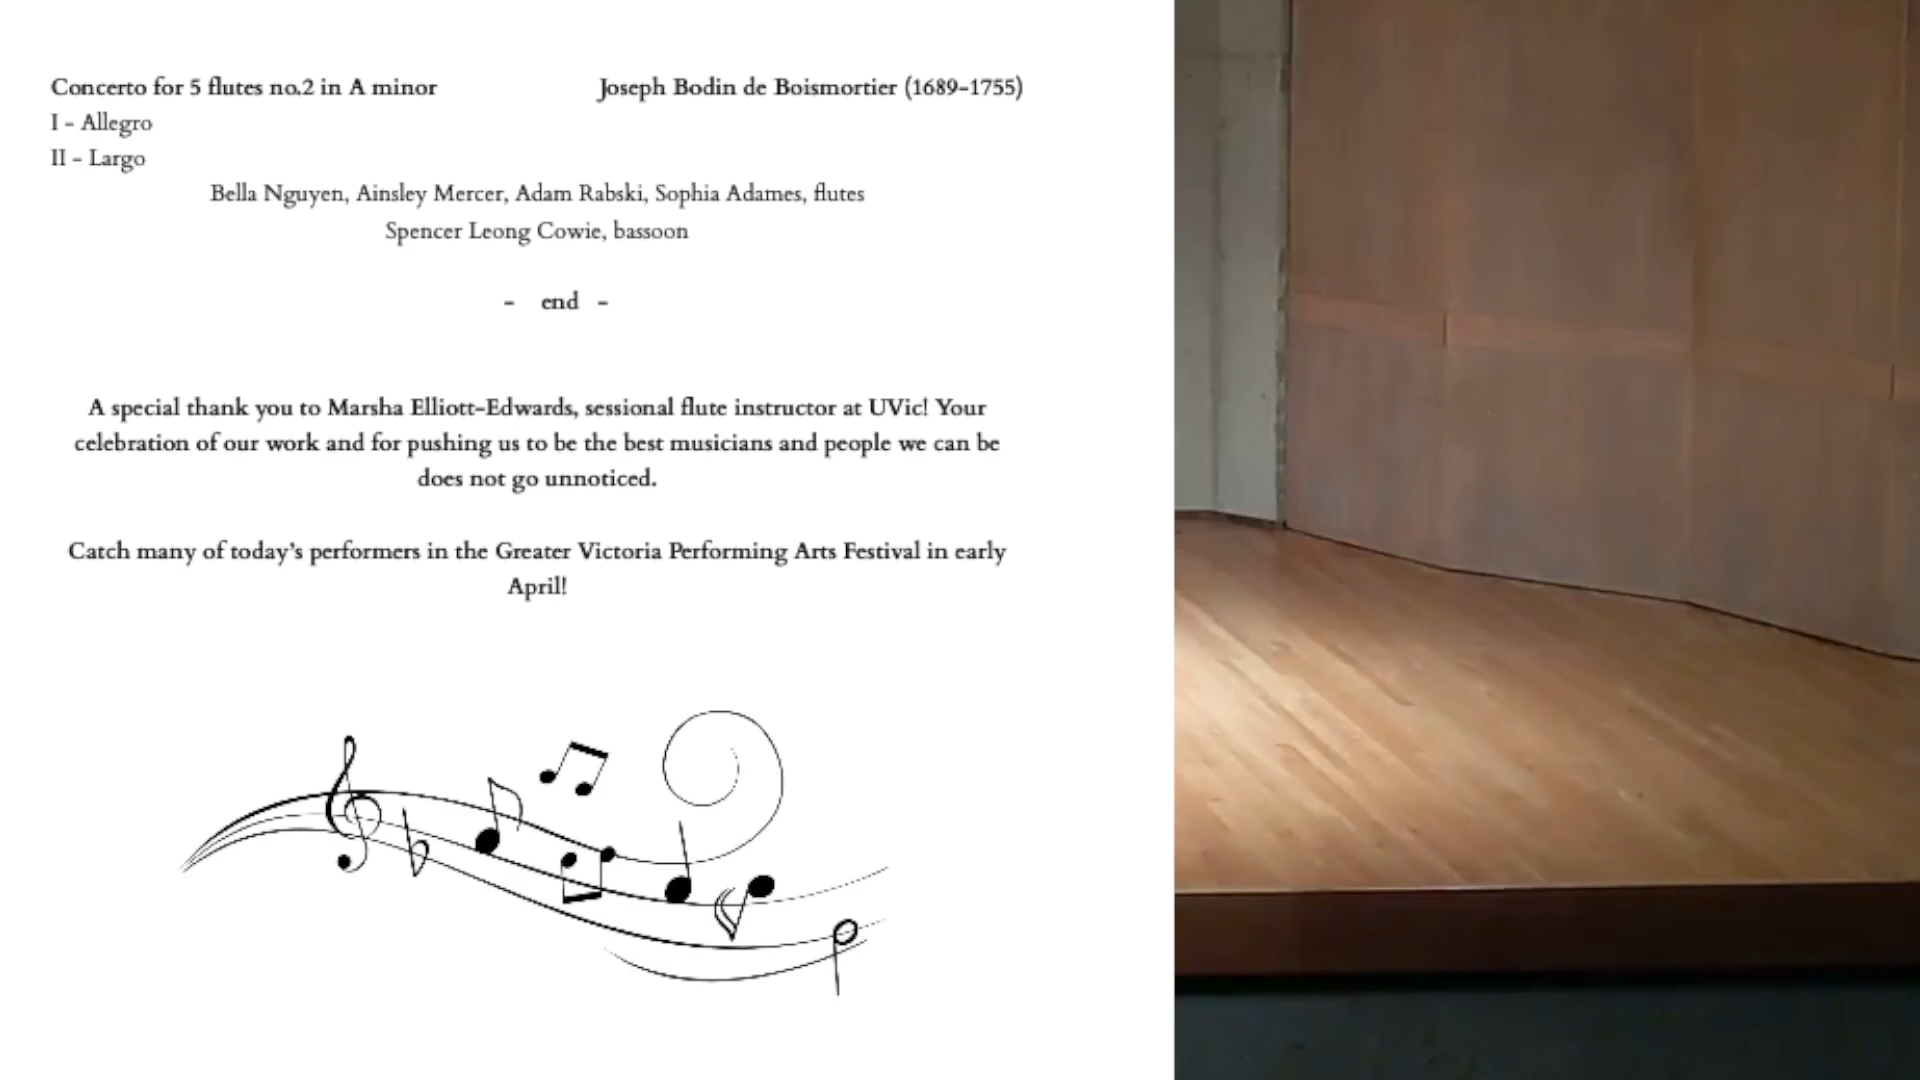 Concerto for 5 flutes no.2 in A minor Joseph Bodin de Boismortier (1689-1755)
I - Allegro
II - Largo
Bella Nguyen, Ainsley Mercer, Adam Rabski, Sophia Adames, flutes
Spencer Leong Cowie, bassoon
- end -
A special thank you to Marsha Elliott-Edwards, sessional flute instructor at UVic! Your
celebration of our work and for pushing us to be the best musicians and people we can be
does not go unnoticed.
Catch many of today's performers in the Greater Victoria Performing Arts Festival in early
April!